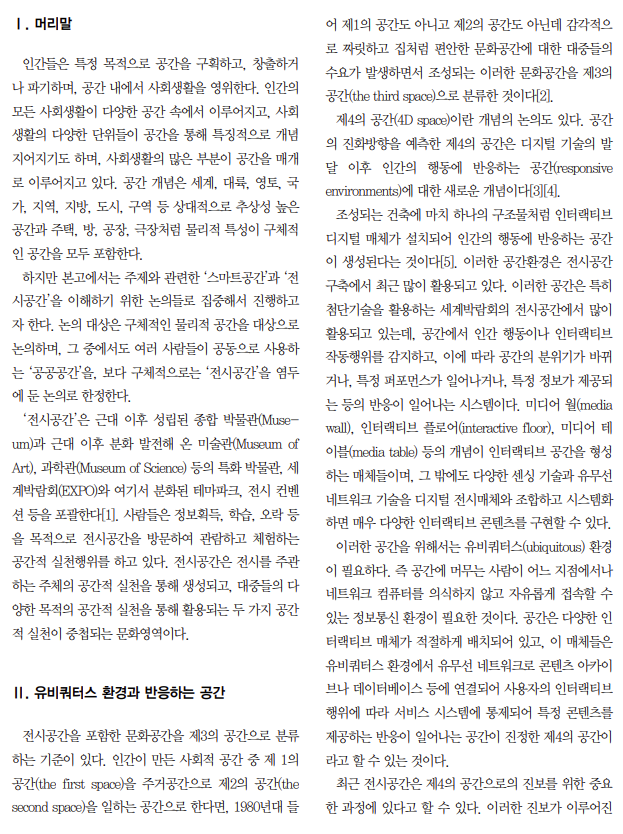 Ⅰ. 머리말
인간들은 특정 목적으로 공간을 구획하고, 창출하거
나 파기하며, 공간 내에서 사회생활을 영위한다. 인간의
모든 사회생활이 다양한 공간 속에서 이루어지고, 사회
생활의 다양한 단위들이 공간을 통해 특징적으로 개념
지어지기도 하며, 사회생활의 많은 부분이 공간을 매개
로 이루어지고 있다. 공간 개념은 세계, 대륙, 영토, 국
가, 지역, 지방, 도시, 구역 등 상대적으로 추상성 높은
공간과 주택, 방, 공장, 극장처럼 물리적 특성이 구체적
인 공간을 모두 포함한다.
하지만 본고에서는 주제와 관련한 ‘스마트공간’과 ‘전
시공간’을 이해하기 위한 논의들로 집중해서 진행하고
자 한다. 논의 대상은 구체적인 물리적 공간을 대상으로
논의하며, 그 중에서도 여러 사람들이 공동으로 사용하
는 ‘공공공간’을, 보다 구체적으로는 ‘전시공간’을 염두
에 둔 논의로 한정한다.
‘전시공간’은 근대 이후 성립된 종합 박물관(Muse-
um)과 근대 이후 분화 발전해 온 미술관(Museum of
Art), 과학관(Museum of Science) 등의 특화 박물관, 세
계박람회(EXPO)와 여기서 분화된 테마파크, 전시 컨벤
션 등을 포괄한다[1]. 사람들은 정보획득, 학습, 오락 등
을 목적으로 전시공간을 방문하여 관람하고 체험하는
공간적 실천행위를 하고 있다. 전시공간은 전시를 주관
하는 주체의 공간적 실천을 통해 생성되고, 대중들의 다
양한 목적의 공간적 실천을 통해 활용되는 두 가지 공간
적 실천이 중첩되는 문화영역이다.
Ⅱ. 유비쿼터스 환경과 반응하는 공간
전시공간을 포함한 문화공간을 제3의 공간으로 분류
하는 기준이 있다. 인간이 만든 사회적 공간 중 제 1의
공간(the first space)을 주거공간으로 제2의 공간(the
second space)을 일하는 공간으로 한다면, 1980년대 들
어 제1의 공간도 아니고 제2의 공간도 아닌데 감각적으
로 짜릿하고 집처럼 편안한 문화공간에 대한 대중들의
수요가 발생하면서 조성되는 이러한 문화공간을 제3의
공간(the third space)으로 분류한 것이다[2].
제4의 공간(4D space)이란 개념의 논의도 있다. 공간
의 진화방향을 예측한 제4의 공간은 디지털 기술의 발
달 이후 인간의 행동에 반응하는 공간(responsive
environments)에 대한 새로운 개념이다[3][4].
조성되는 건축에 마치 하나의 구조물처럼 인터랙티브
디지털 매체가 설치되어 인간의 행동에 반응하는 공간
이 생성된다는 것이다[5]. 이러한 공간환경은 전시공간
구축에서 최근 많이 활용되고 있다. 이러한 공간은 특히
첨단기술을 활용하는 세계박람회의 전시공간에서 많이
활용되고 있는데, 공간에서 인간 행동이나 인터랙티브
작동행위를 감지하고, 이에 따라 공간의 분위기가 바뀌
거나, 특정 퍼포먼스가 일어나거나, 특정 정보가 제공되
는 등의 반응이 일어나는 시스템이다. 미디어 월(media
wall), 인터랙티브 플로어(interactive floor), 미디어 테
이블(media table) 등의 개념이 인터랙티브 공간을 형성
하는 매체들이며, 그 밖에도 다양한 센싱 기술과 유무선
네트워크 기술을 디지털 전시매체와 조합하고 시스템화
하면 매우 다양한 인터랙티브 콘텐츠를 구현할 수 있다.
이러한 공간을 위해서는 유비쿼터스(ubiquitous) 환경
이 필요하다. 즉 공간에 머무는 사람이 어느 지점에서나
네트워크 컴퓨터를 의식하지 않고 자유롭게 접속할 수
있는 정보통신 환경이 필요한 것이다. 공간은 다양한 인
터랙티브 매체가 적절하게 배치되어 있고, 이 매체들은
유비쿼터스 환경에서 유무선 네트워크로 콘텐츠 아카이
브나 데이터베이스 등에 연결되어 사용자의 인터랙티브
행위에 따라 서비스 시스템에 통제되어 특정 콘텐츠를
제공하는 반응이 일어나는 공간이 진정한 제4의 공간이
라고 할 수 있는 것이다.
최근 전시공간은 제4의 공간으로의 진보를 위한 중요
한 과정에 있다고 할 수 있다. 이러한 진보가 이루어진